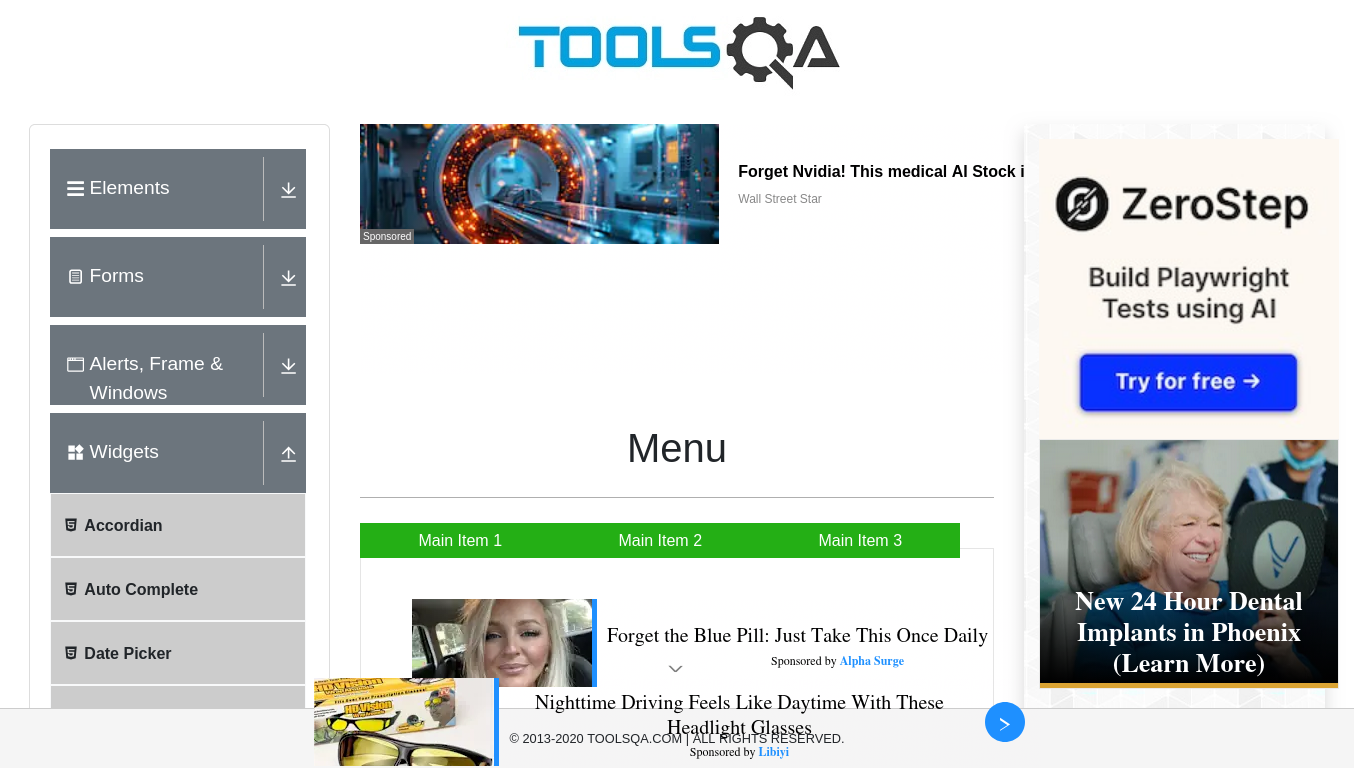 TOOLSQA
Elements
Forms
Alerts, Frame &
Windows
Widgets
Accordian
Auto Complete
Date Picker
Sponsored
Forget Nvidia! This medical AI Stock i
Wall Street Star
Menu
Main Item 1
Main Item 2
Main Item 3
Forget the Blue Pill: Just Take This Once Daily
Sponsored by Alpha Surge
Nighttime Driving Feels Like Daytime With These
Headlight Glasses
Sponsored by Libiyi
© 2013-2020 TOOLSQA.COM | ALL RIGHTS RESERVED.
ZeroStep
Build Playwright
Tests using AI
Try for free →
New 24 Hour Dental
Implants in Phoenix
(Learn More)